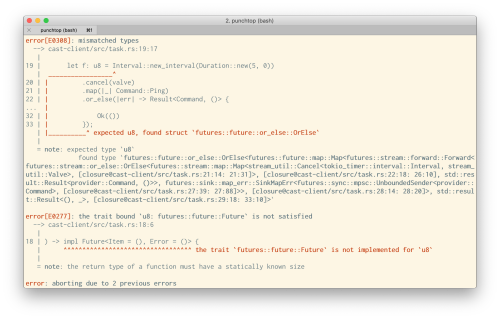 2. punchtop (bash)
× punchtop (bash) ⌘1
error[E0308]: mismatched types
--> cast-client/src/task.rs:19:17
|
19 | let f: u8 = Interval::new_interval(Duration::new(5, 0))
| _________________^
20 | | .cancel(valve)
21 | | .map(|_| Command::Ping)
22 | | .or_else(|err| -> Result<Command, ()> {
... |
32 | | Ok(())
33 | | });
| |__________^ expected u8, found struct `futures::future::or_else::OrElse`
|
= note: expected type `u8`
found type `futures::future::or_else::OrElse<futures::future::map::Map<futures::stream::forward::Forward<
futures::stream::or_else::OrElse<futures::stream::map::Map<stream_util::Cancel<tokio_timer::interval::Interval, stream_
util::Valve>, [closure@cast-client/src/task.rs:21:14: 21:31]>, [closure@cast-client/src/task.rs:22:18: 26:10], std::re
sult::Result<provider::Command, ()>>, futures::sink::map_err::SinkMapErr<futures::sync::mpsc::UnboundedSender<provider::
Command>, [closure@cast-client/src/task.rs:27:39: 27:88]>>, [closure@cast-client/src/task.rs:28:14: 28:20]>, std::resul
t::Result<(), _>, [closure@cast-client/src/task.rs:29:18: 33:10]>`
error[E0277]: the trait bound `u8: futures::future::Future` is not satisfied
--> cast-client/src/task.rs:18:6
|
18 | ) -> impl Future<Item = (), Error = ()> {
| ^^^^^^^^^^^^^^^^^^^^^^^^^^^^^^^^^^ the trait `futures::future::Future` is not implemented for `u8`
|
= note: the return type of a function must have a statically known size
error: aborting due to 2 previous errors